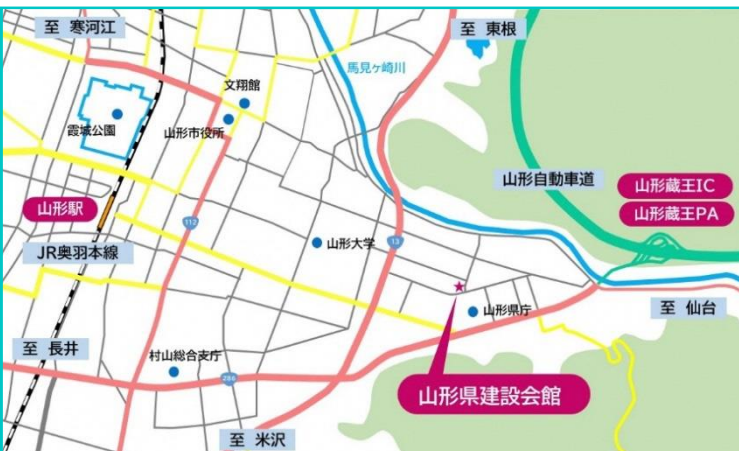 至 寒河江
至 東根
馬見ヶ崎川
文翔館
霞城公園
山形市役所
山形自動車道
山形蔵王IC
山形蔵王PA
山形駅
112
13
山形大学
JR奥羽本線
山形県庁
至 仙台
至 長井
村山総合支庁
286
山形県建設会館
至 米沢